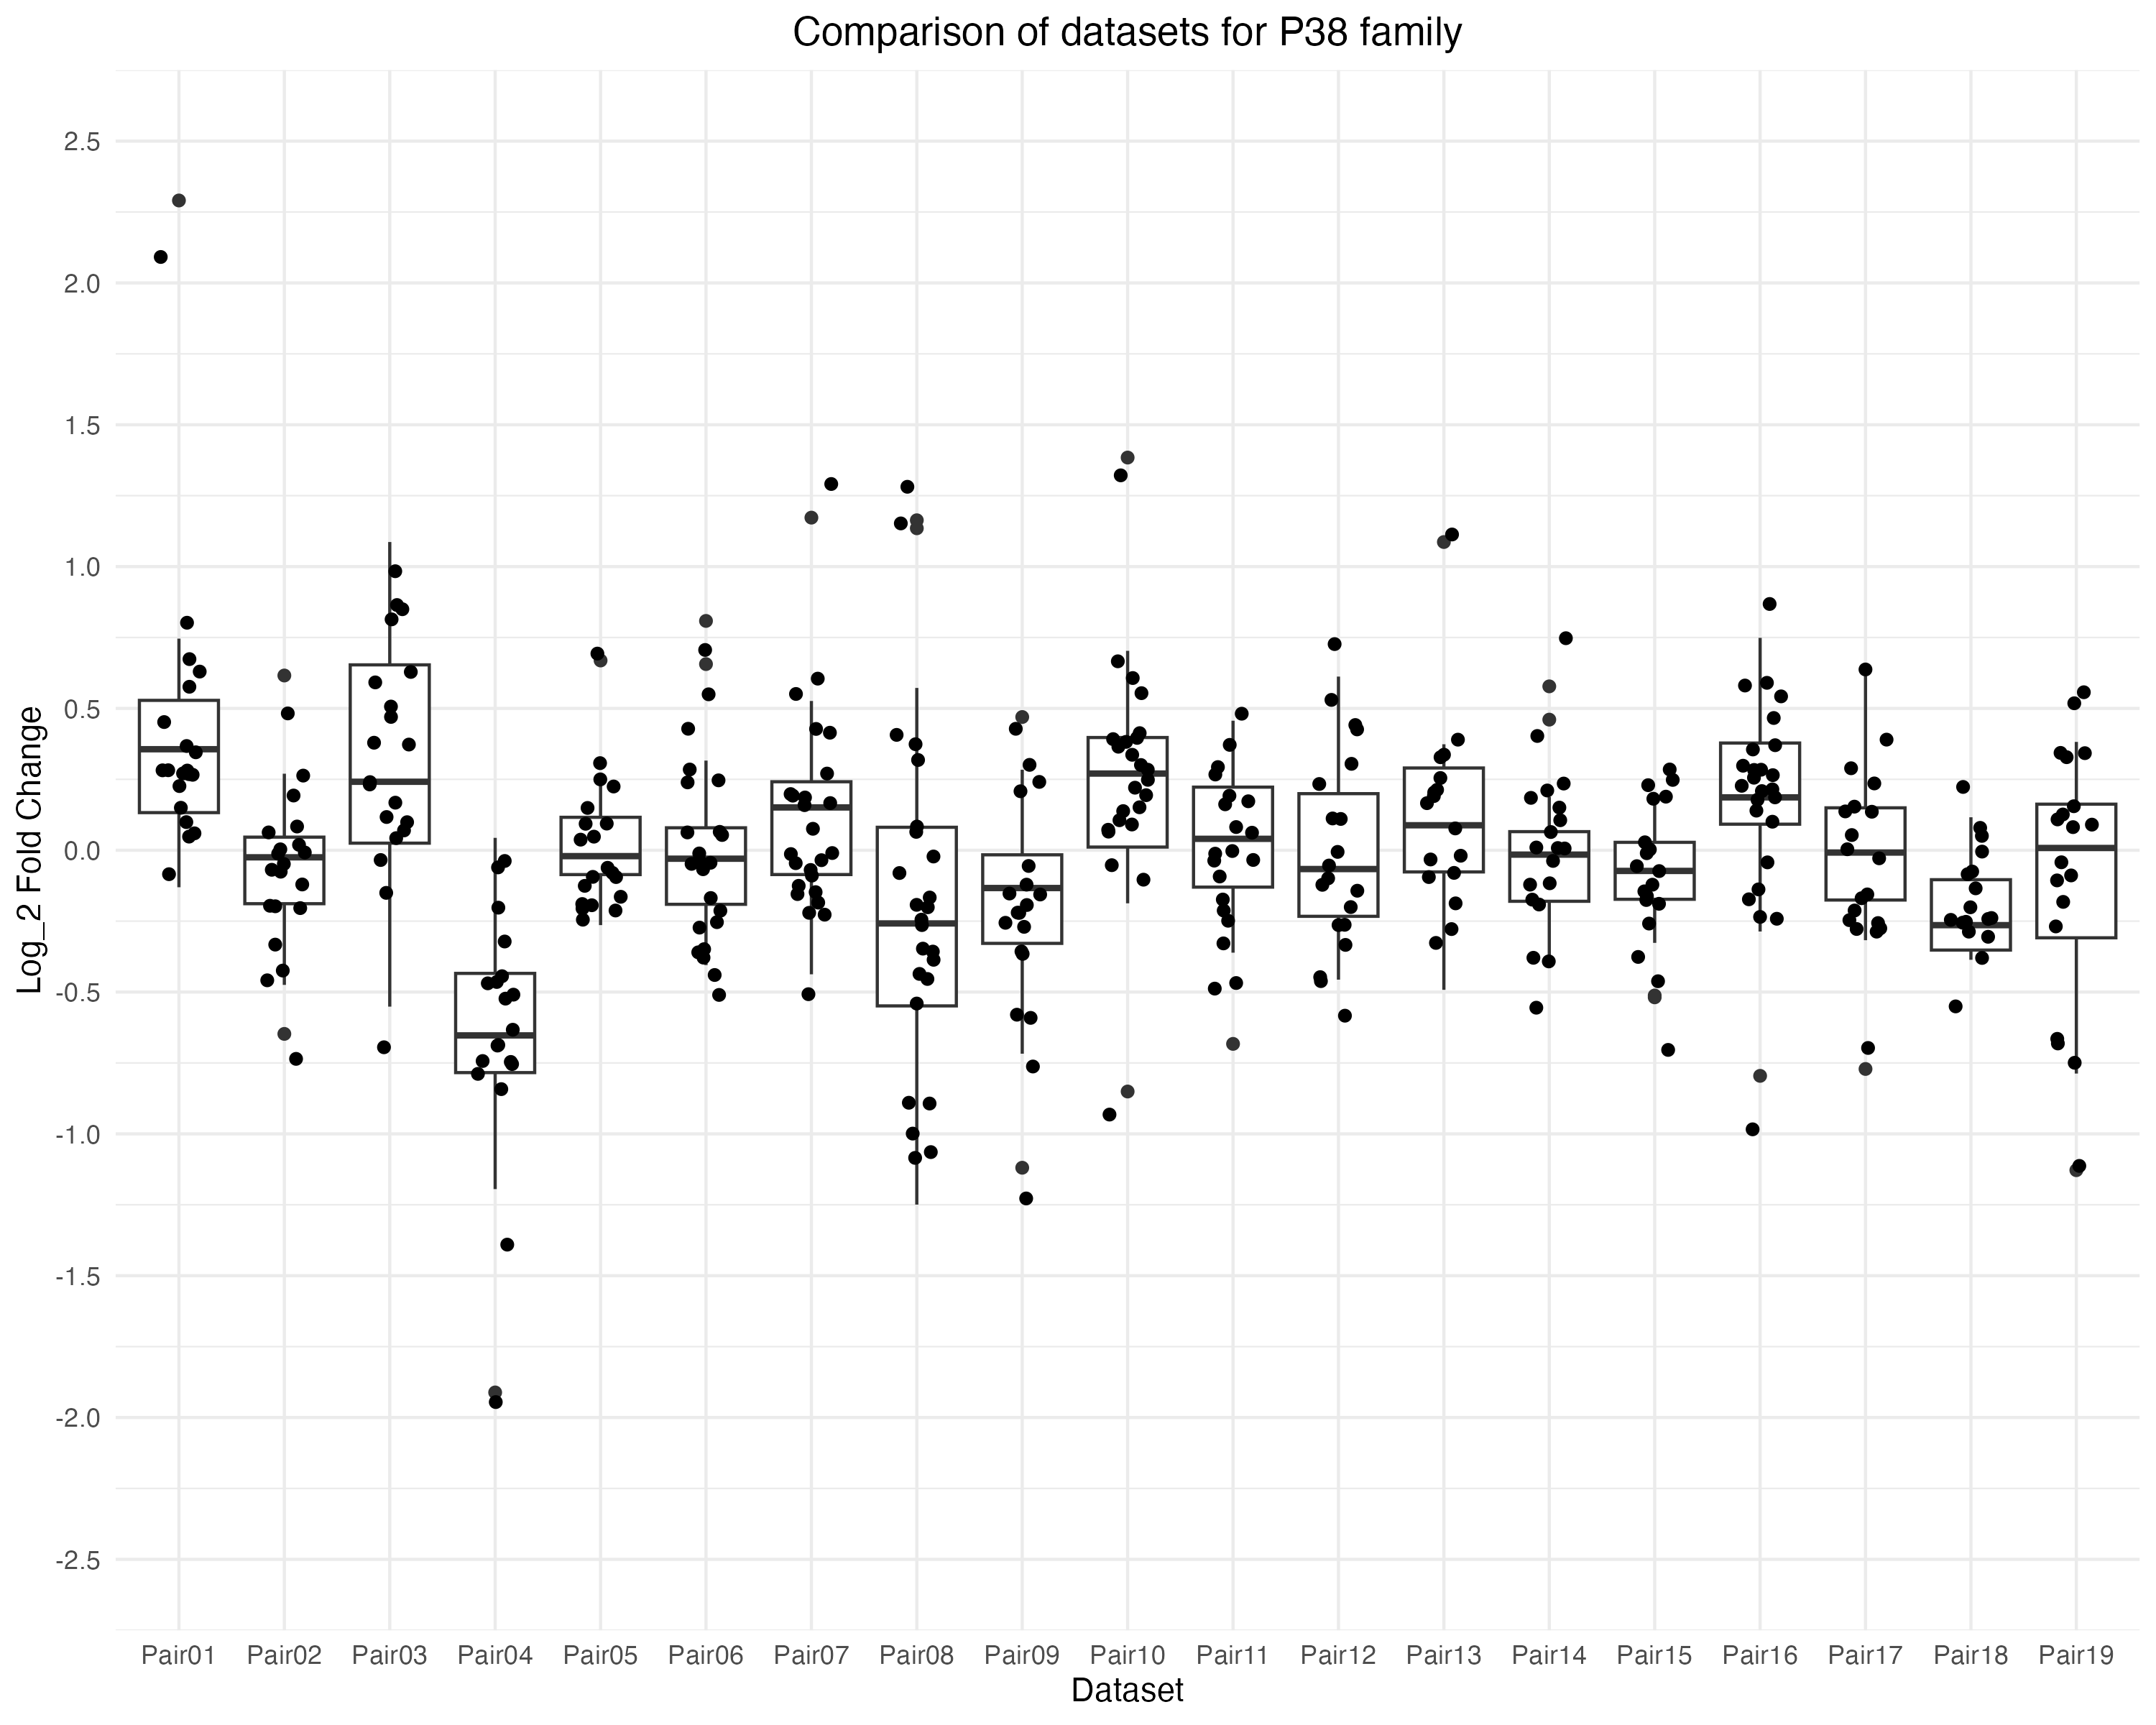 Comparison of datasets for P38 family
Log_2 Fold Change
2.5
2.0
1.5
1.0
0.5
0.0
-0.5
-1.0
-1.5
-2.0
-2.5
Pair01 Pair02 Pair03 Pair04 Pair05 Pair06 Pair07 Pair08 Pair09 Pair10 Pair11 Pair12 Pair13 Pair14 Pair15 Pair16 Pair17 Pair18 Pair19
Dataset